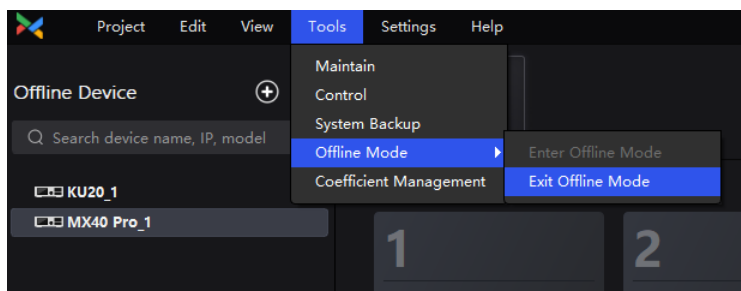 Project Edit View Tools Settings Help
Offline Device
Search device name, IP, model
KU20_1
MX40 Pro_1
Maintain
Control
System Backup
Offline Mode
Coefficient Management
Enter Offline Mode
Exit Offline Mode
1 2